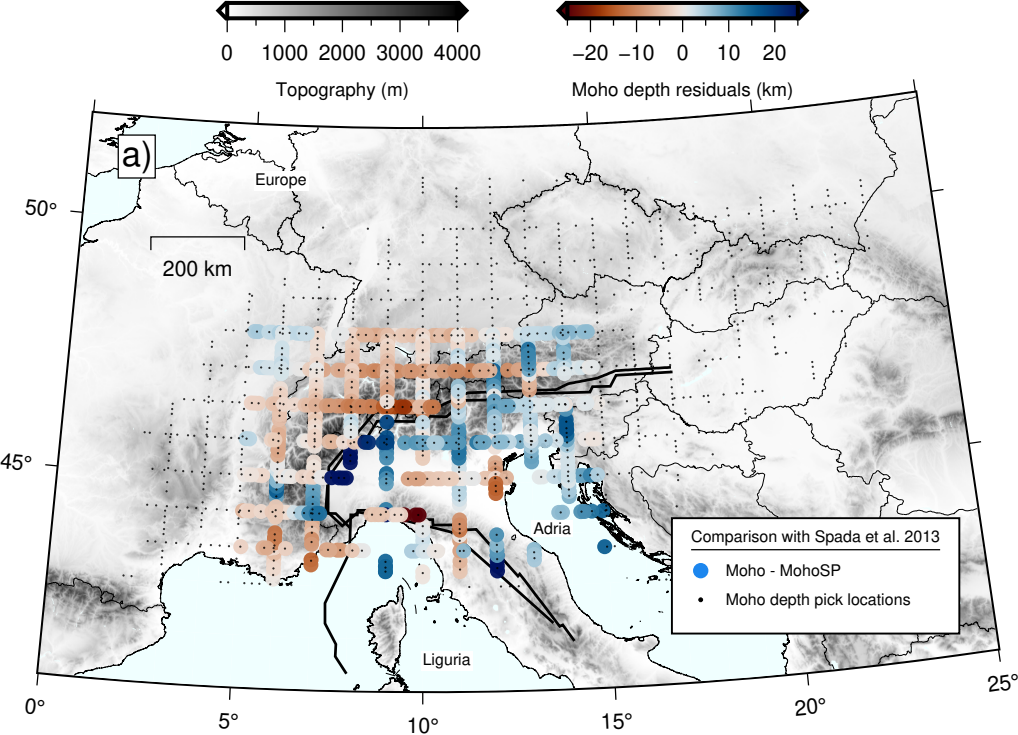 0 1000 2000 3000 4000
Topography (m)
−20 −10 0 10 20
Moho depth residuals (km)
a)
Europe
50°
200 km
45°
Adria
Comparison with Spada et al. 2013
Moho - MohoSP
Moho depth pick locations
Liguria
0° 5° 10° 15° 20° 25°